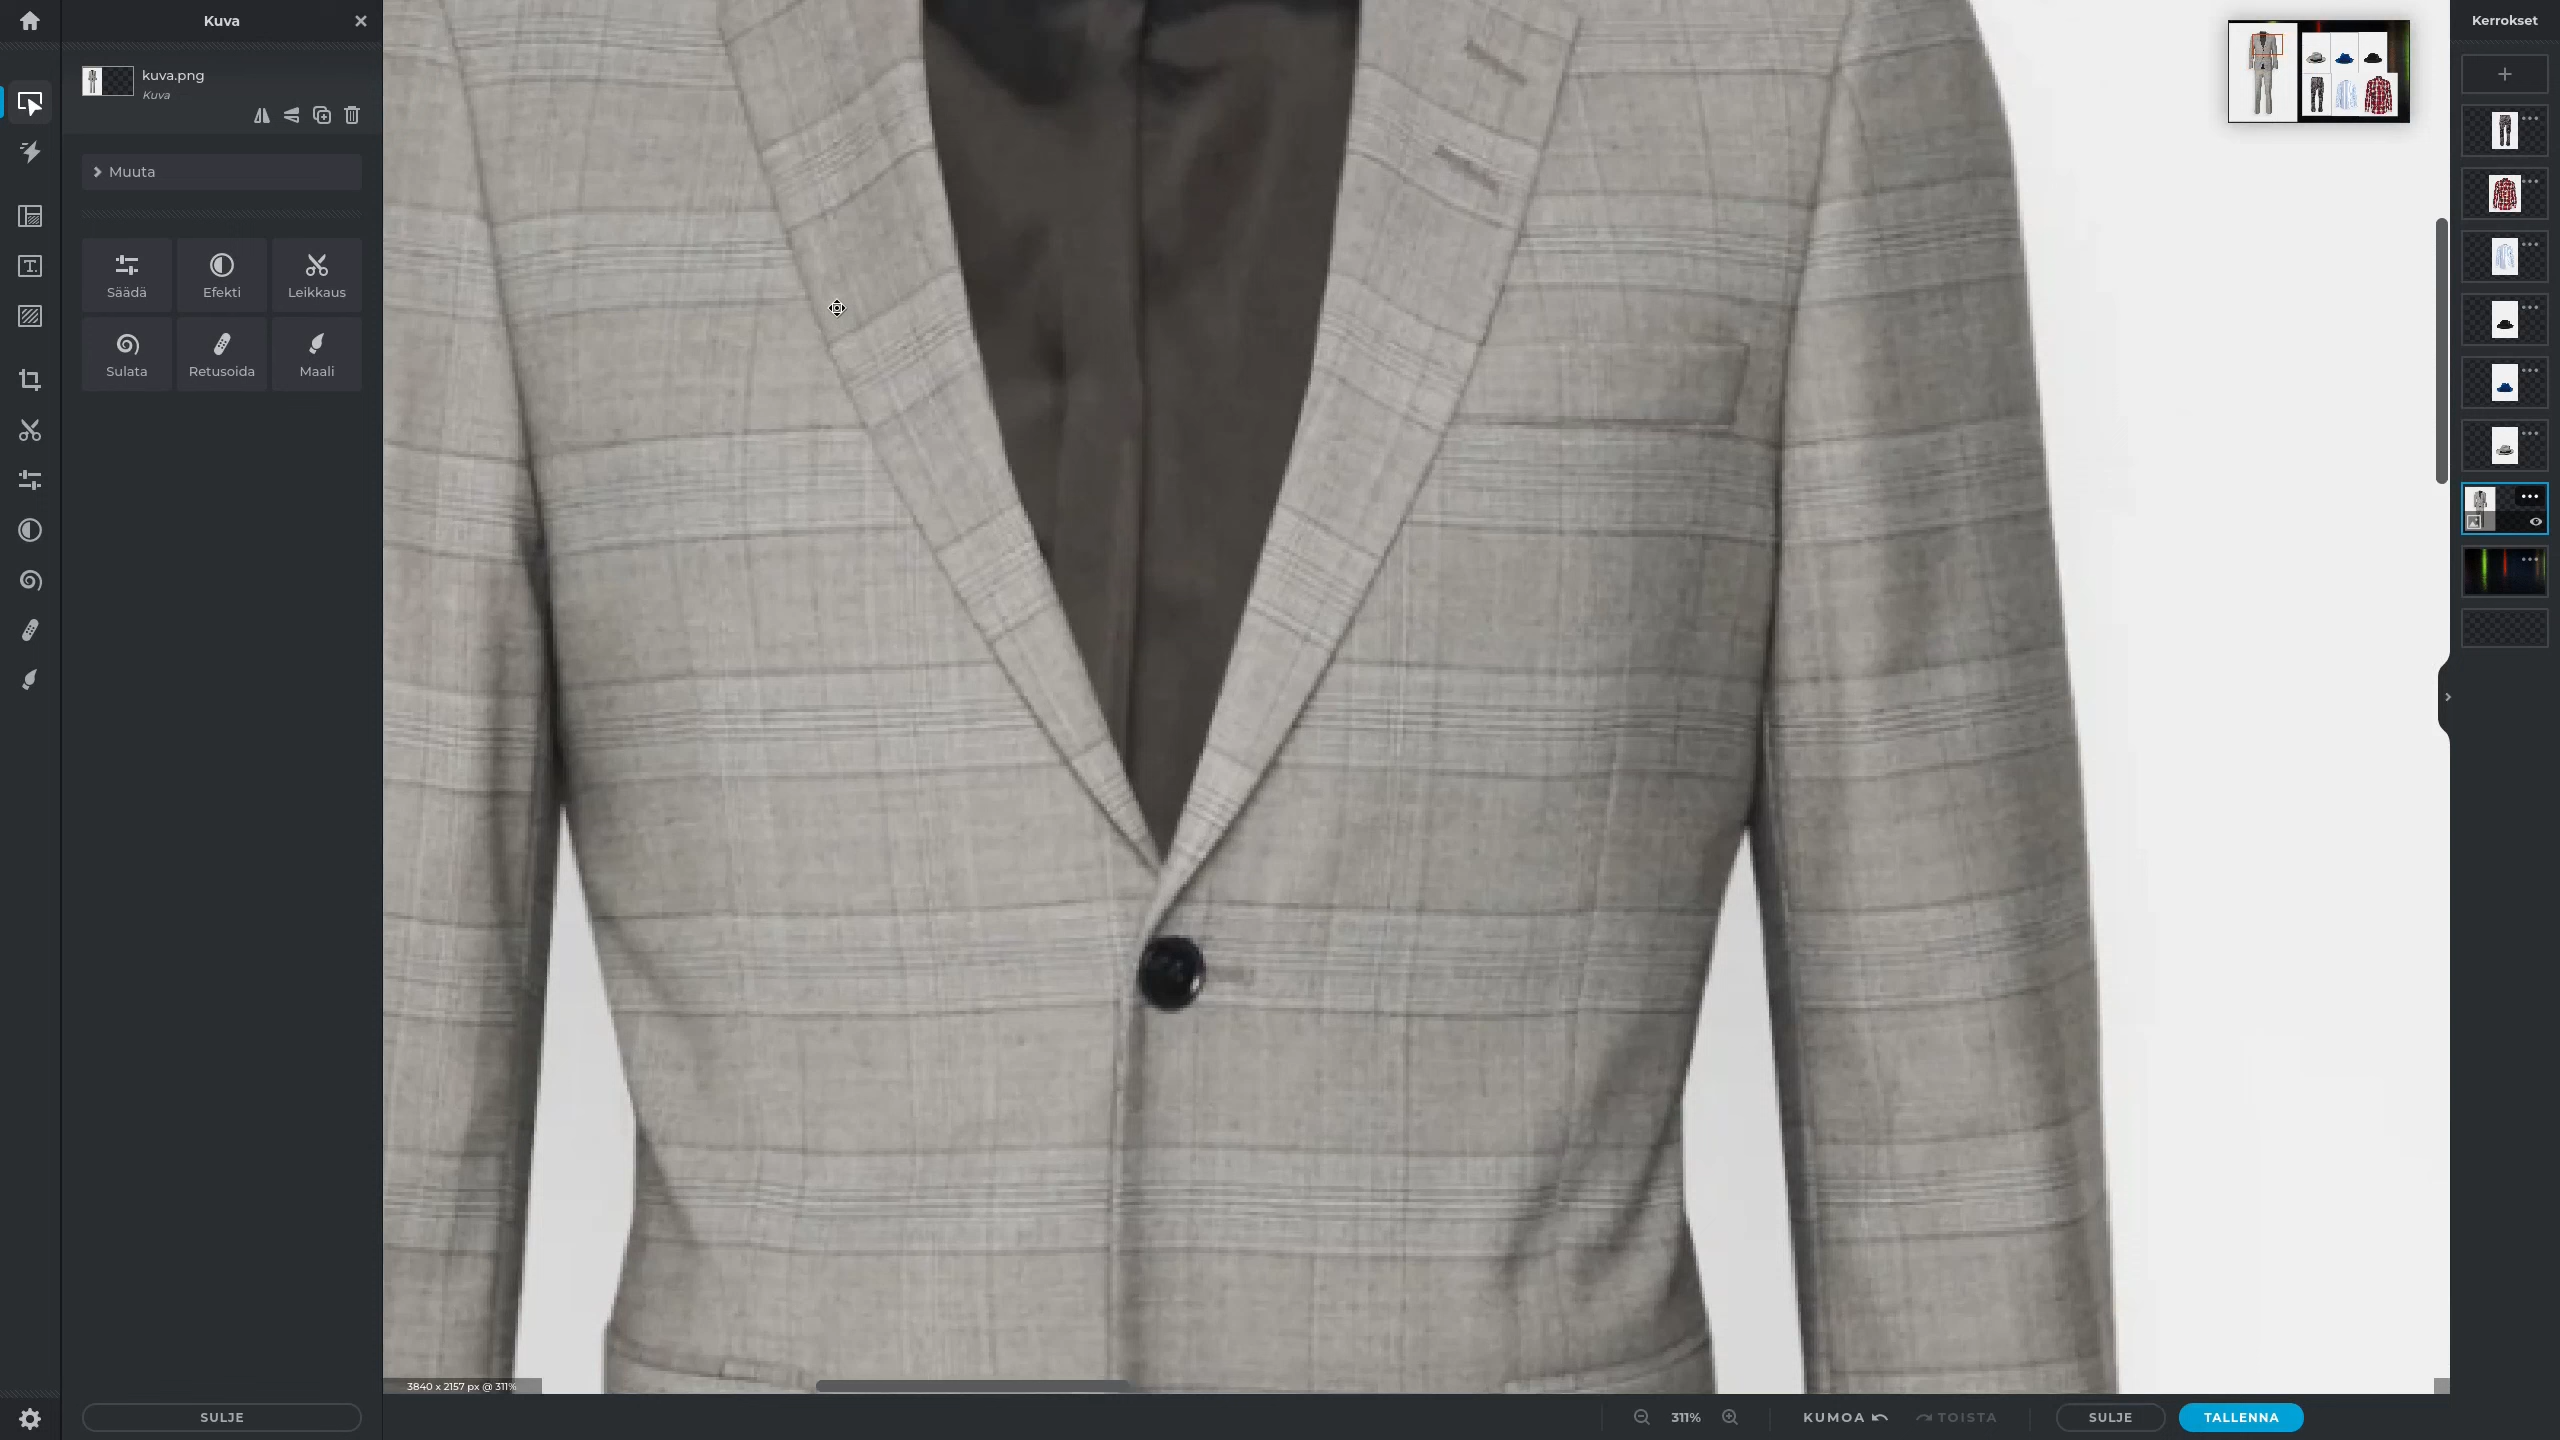 Kuva
Kerrokset
kuva.png
Kuva
Muuta
Säädä
Efekti
Leikkaus
Sulata
Retusoida
Maali
T.
3840 x 2157 px @ 311%
SULJE
311%
KUMOA
TOISTA
SULJE
TALLENNA